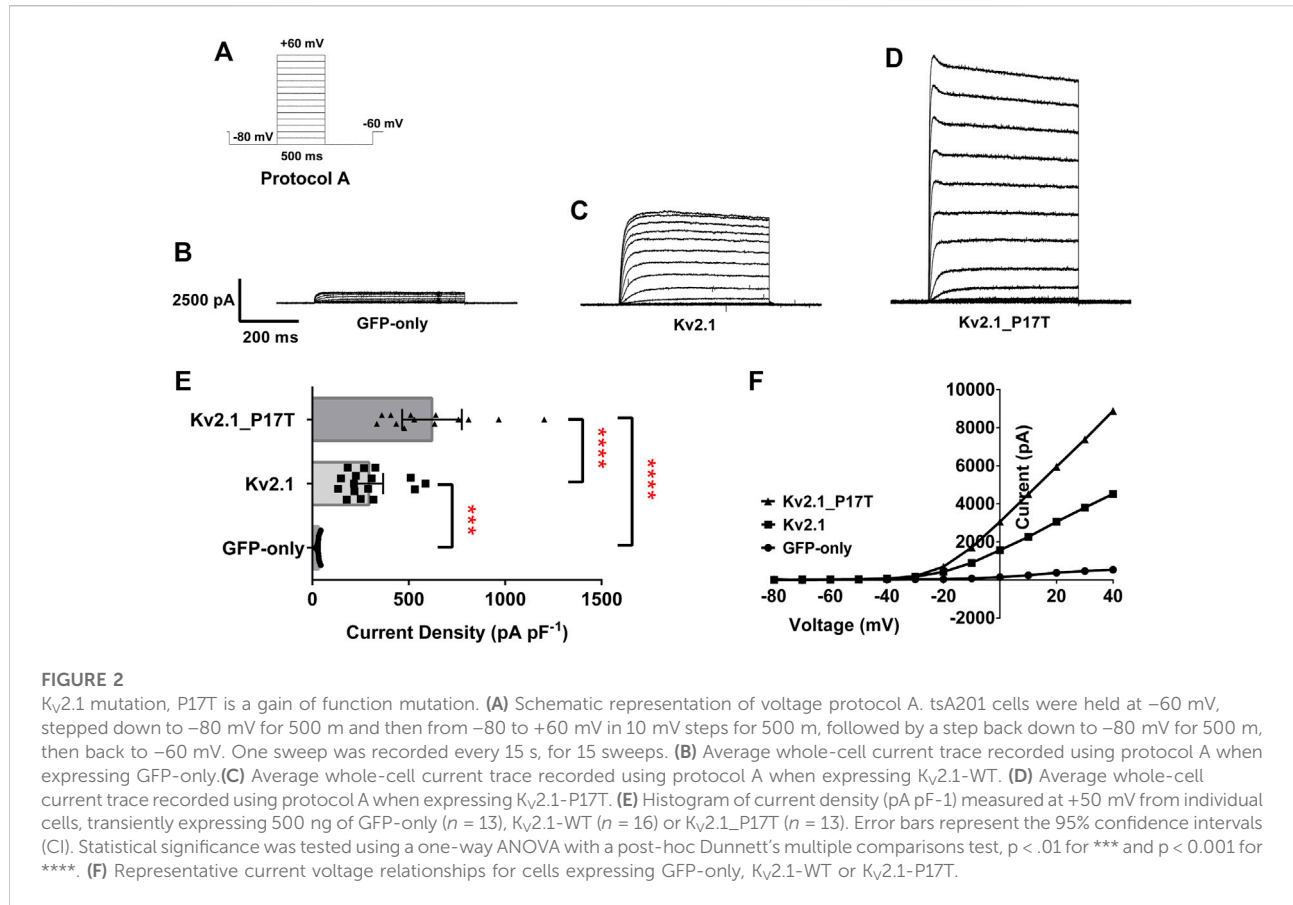 A
+60 mV
-80 mV
-60 mV
500 ms
Protocol A
B
2500 pA
200 ms
GFP-only
C
Kv2.1
D
Kv2.1_P17T
E
Kv2.1_P17T
Kv2.1
GFP-only
****
****
***
0
500
1000
1500
Current Density (pA pF-1)
F
10000
8000
6000
4000
2000
-2000
Current (pA)
Kv2.1_P17T
Kv2.1
GFP-only
-80
-60
-40
-20
20
40
Voltage (mV)
FIGURE 2
KV2.1 mutation, P17T is a gain of function mutation. (A) Schematic representation of voltage protocol A. tsA201 cells were held at −60 mV,
stepped down to −80 mV for 500 m and then from −80 to +60 mV in 10 mV steps for 500 m, followed by a step back down to −80 mV for 500 m,
then back to −60 mV. One sweep was recorded every 15 s, for 15 sweeps. (B) Average whole-cell current trace recorded using protocol A when
expressing GFP-only.(C) Average whole-cell current trace recorded using protocol A when expressing KV2.1-WT. (D) Average whole-cell
current trace recorded using protocol A when expressing KV2.1-P17T. (E) Histogram of current density (pA pF-1) measured at +50 mV from individual
cells, transiently expressing 500 ng of GFP-only (n = 13), KV2.1-WT (n = 16) or KV2.1_P17T (n = 13). Error bars represent the 95% confidence intervals
(CI). Statistical significance was tested using a one-way ANOVA with a post-hoc Dunnett's multiple comparisons test, p < .01 for *** and p < 0.001 for
****. (F) Representative current voltage relationships for cells expressing GFP-only, KV2.1-WT or KV2.1-P17T.